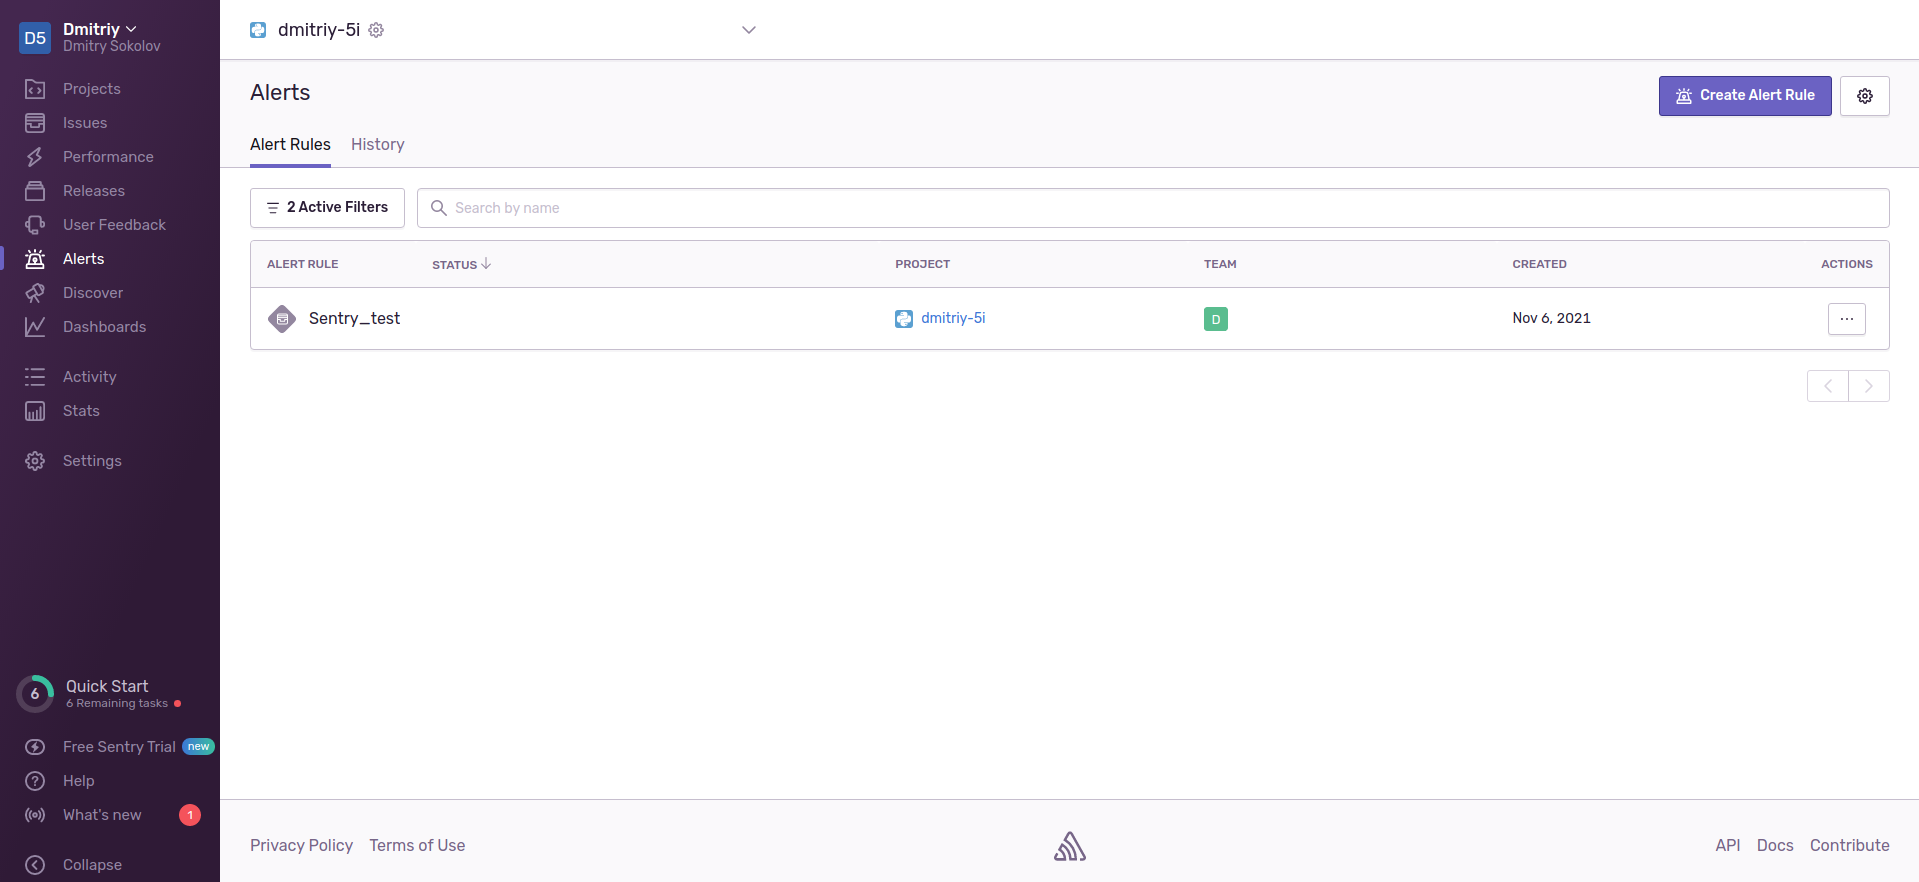 D5
Dmitriy
Dmitry Sokolov
Projects
Issues
Performance
Releases
User Feedback
Alerts
Discover
Dashboards
Activity
Stats
Settings
6
Quick Start
6 Remaining tasks
Free Sentry Trial new
Help
What's new 1
Collapse
dmitriy-5i
Alerts
Create Alert Rule
Alert Rules History
2 Active Filters
Search by name
ALERT RULE STATUS PROJECT TEAM CREATED ACTIONS
Sentry_test dmitriy-5i D Nov 6, 2021 ...
Privacy Policy Terms of Use
API Docs Contribute